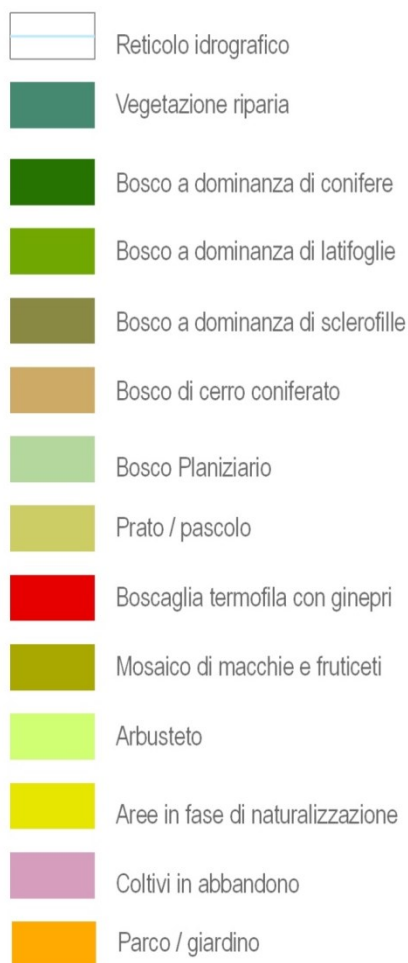 Reticolo idrografico
Vegetazione riparia
Bosco a dominanza di conifere
Bosco a dominanza di latifoglie
Bosco a dominanza di sclerofille
Bosco di cerro coniferato
Bosco Planiziario
Prato / pascolo
Boscaglia termofila con ginepri
Mosaico di macchie e fruticeti
Arbusteto
Aree in fase di naturalizzazione
Coltivi in abbandono
Parco / giardino